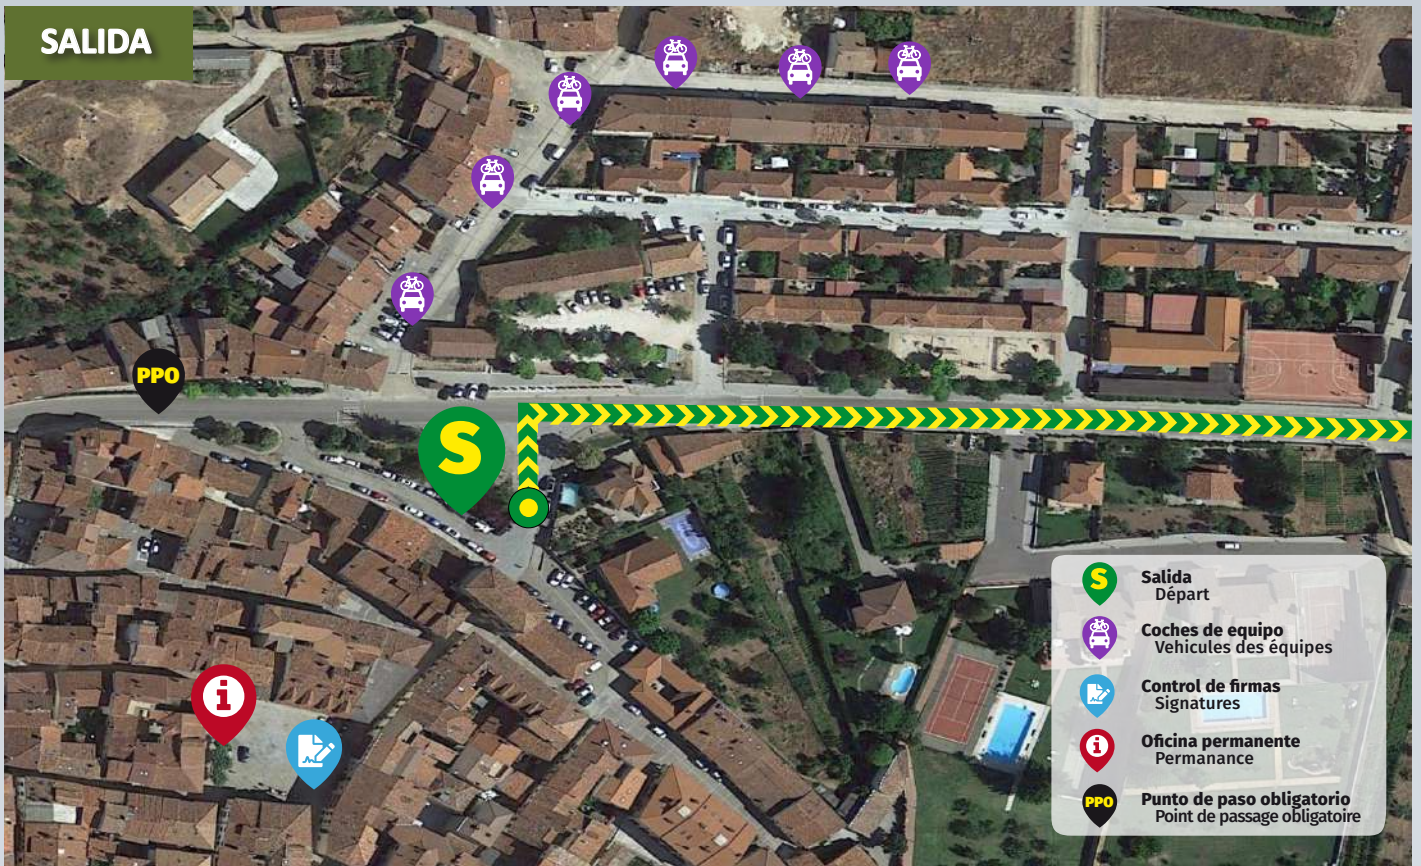 SALIDA
PPO
S
i
S
Salida
Départ
Coches de equipo
Vehicules des équipes
Control de firmas
Signatures
i
Oficina permanente
Permanance
PPO
Punto de paso obligatorio
Point de passage obligatoire